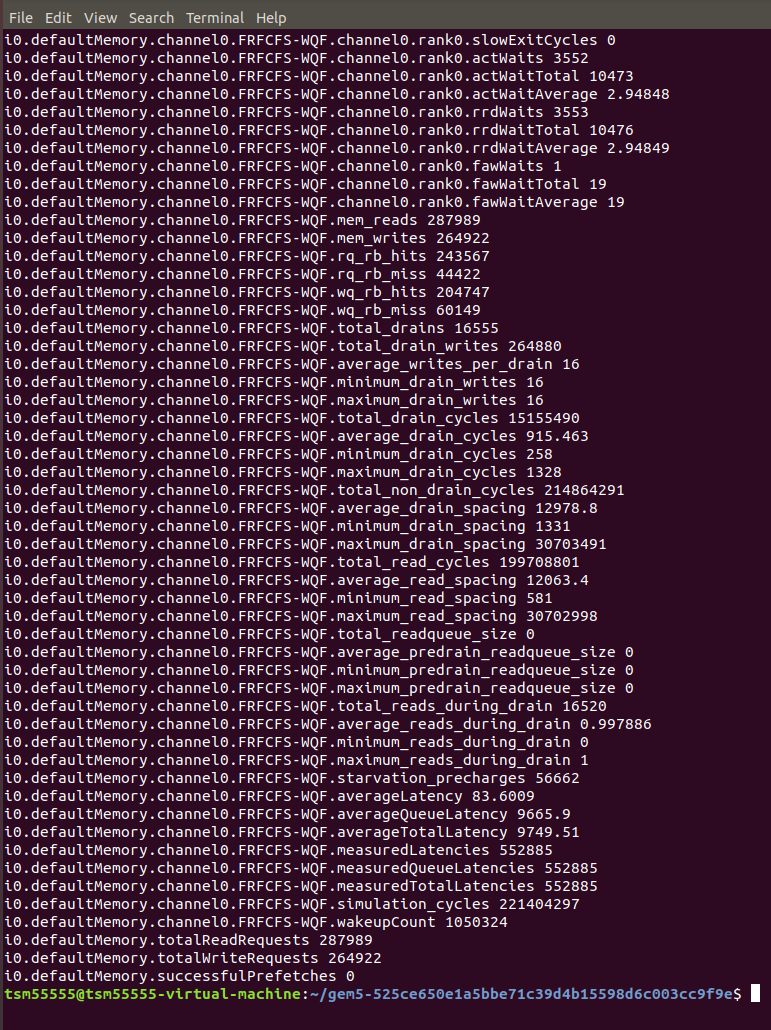 File Edit View Search Terminal Help
i0.defaultMemory.channel0.FRFCFS-WQF.channel0.rank0.slowExitCycles 0
i0.defaultMemory.channel0.FRFCFS-WQF.channel0.rank0.actWaits 3552
i0.defaultMemory.channel0.FRFCFS-WQF.channel0.rank0.actWaitTotal 10473
i0.defaultMemory.channel0.FRFCFS-WQF.channel0.rank0.actWaitAverage 2.94848
i0.defaultMemory.channel0.FRFCFS-WQF.channel0.rank0.rrdWaits 3553
i0.defaultMemory.channel0.FRFCFS-WQF.channel0.rank0.rrdWaitTotal 10476
i0.defaultMemory.channel0.FRFCFS-WQF.channel0.rank0.rrdWaitAverage 2.94849
i0.defaultMemory.channel0.FRFCFS-WQF.channel0.rank0.fawWaits 1
i0.defaultMemory.channel0.FRFCFS-WQF.channel0.rank0.fawWaitTotal 19
i0.defaultMemory.channel0.FRFCFS-WQF.channel0.rank0.fawWaitAverage 19
i0.defaultMemory.channel0.FRFCFS-WQF.mem_reads 287989
i0.defaultMemory.channel0.FRFCFS-WQF.mem_writes 264922
i0.defaultMemory.channel0.FRFCFS-WQF.rq_rb_hits 243567
i0.defaultMemory.channel0.FRFCFS-WQF.rq_rb_miss 44422
i0.defaultMemory.channel0.FRFCFS-WQF.wq_rb_hits 204747
i0.defaultMemory.channel0.FRFCFS-WQF.wq_rb_miss 60149
i0.defaultMemory.channel0.FRFCFS-WQF.total_drains 16555
i0.defaultMemory.channel0.FRFCFS-WQF.total_drain_writes 264880
i0.defaultMemory.channel0.FRFCFS-WQF.average_writes_per_drain 16
i0.defaultMemory.channel0.FRFCFS-WQF.minimum_drain_writes 16
i0.defaultMemory.channel0.FRFCFS-WQF.maximum_drain_writes 16
i0.defaultMemory.channel0.FRFCFS-WQF.total_drain_cycles 15155490
i0.defaultMemory.channel0.FRFCFS-WQF.average_drain_cycles 915.463
i0.defaultMemory.channel0.FRFCFS-WQF.minimum_drain_cycles 258
i0.defaultMemory.channel0.FRFCFS-WQF.maximum_drain_cycles 1328
i0.defaultMemory.channel0.FRFCFS-WQF.total_non_drain_cycles 214864291
i0.defaultMemory.channel0.FRFCFS-WQF.average_drain_spacing 12978.8
i0.defaultMemory.channel0.FRFCFS-WQF.minimum_drain_spacing 1331
i0.defaultMemory.channel0.FRFCFS-WQF.maximum_drain_spacing 30703491
i0.defaultMemory.channel0.FRFCFS-WQF.total_read_cycles 199708801
i0.defaultMemory.channel0.FRFCFS-WQF.average_read_spacing 12063.4
i0.defaultMemory.channel0.FRFCFS-WQF.minimum_read_spacing 581
i0.defaultMemory.channel0.FRFCFS-WQF.maximum_read_spacing 30702998
i0.defaultMemory.channel0.FRFCFS-WQF.total_readqueue_size 0
i0.defaultMemory.channel0.FRFCFS-WQF.average_predrain_readqueue_size 0
i0.defaultMemory.channel0.FRFCFS-WQF.minimum_predrain_readqueue_size 0
i0.defaultMemory.channel0.FRFCFS-WQF.maximum_predrain_readqueue_size 0
i0.defaultMemory.channel0.FRFCFS-WQF.total_reads_during_drain 16520
i0.defaultMemory.channel0.FRFCFS-WQF.average_reads_during_drain 0.997886
i0.defaultMemory.channel0.FRFCFS-WQF.minimum_reads_during_drain 0
i0.defaultMemory.channel0.FRFCFS-WQF.maximum_reads_during_drain 1
i0.defaultMemory.channel0.FRFCFS-WQF.starvation_precharges 56662
i0.defaultMemory.channel0.FRFCFS-WQF.averageLatency 83.6009
i0.defaultMemory.channel0.FRFCFS-WQF.averageQueueLatency 9665.9
i0.defaultMemory.channel0.FRFCFS-WQF.averageTotalLatency 9749.51
i0.defaultMemory.channel0.FRFCFS-WQF.measuredLatencies 552885
i0.defaultMemory.channel0.FRFCFS-WQF.measuredQueueLatencies 552885
i0.defaultMemory.channel0.FRFCFS-WQF.measuredTotalLatencies 552885
i0.defaultMemory.channel0.FRFCFS-WQF.simulation_cycles 221404297
i0.defaultMemory.channel0.FRFCFS-WQF.wakeupCount 1050324
i0.defaultMemory.totalReadRequests 287989
i0.defaultMemory.totalWriteRequests 264922
i0.defaultMemory.successfulPrefetches 0
tsm55555@tsm55555-virtual-machine:~/gem5-525ce650e1a5bbe71c39d4b15598d6c003cc9f9e$